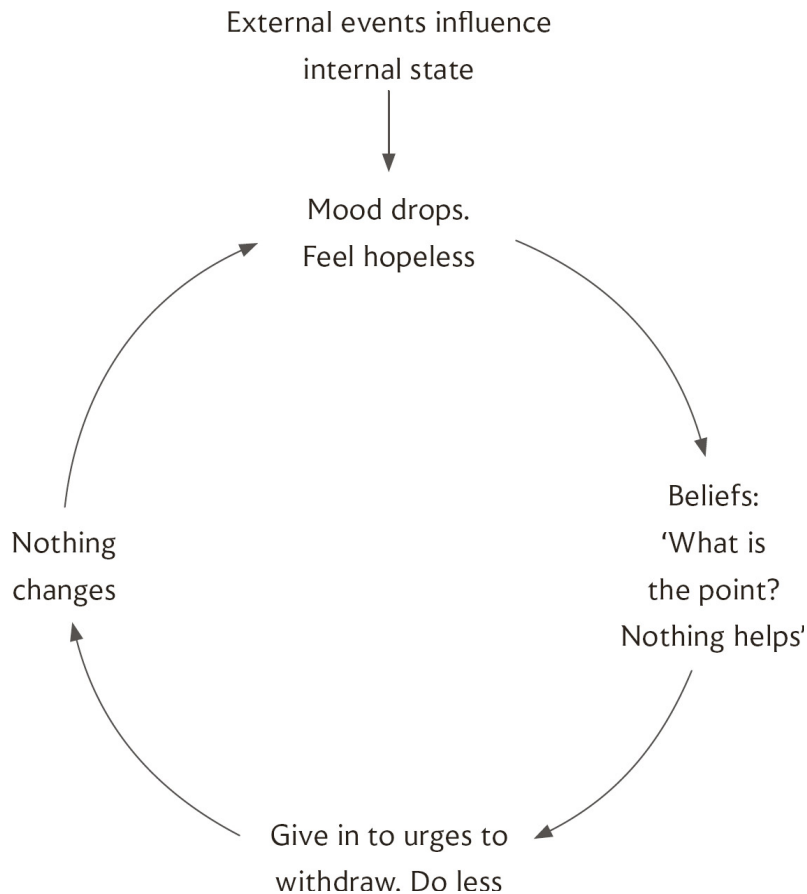 External events influence
internal state
Mood drops.
Feel hopeless
Beliefs:
‘What is
the point?
Nothing helps’
Give in to urges to
withdraw. Do less
Nothing
changes